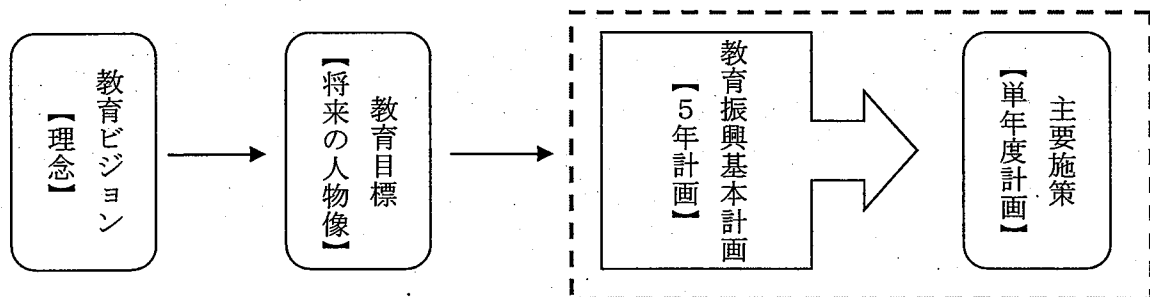 教育ビジョン
【理念】
教育目標
【将来の人物像】
教育振興基本計画
【５年計画】
主要施策
【単年度計画】